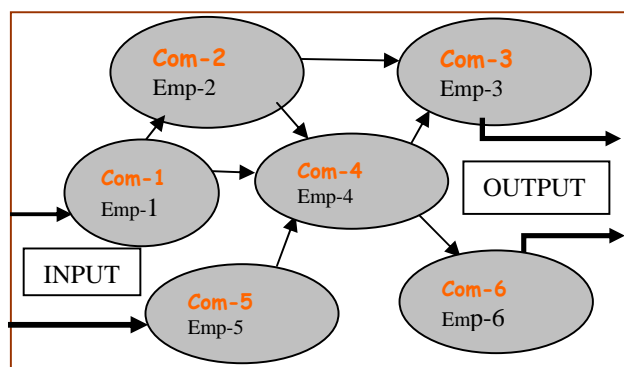 Com-2
Emp-2
Com-3
Emp-3
Com-1
Emp-1
Com-4
Emp-4
OUTPUT
INPUT
Com-5
Emp-5
Com-6
Emp-6